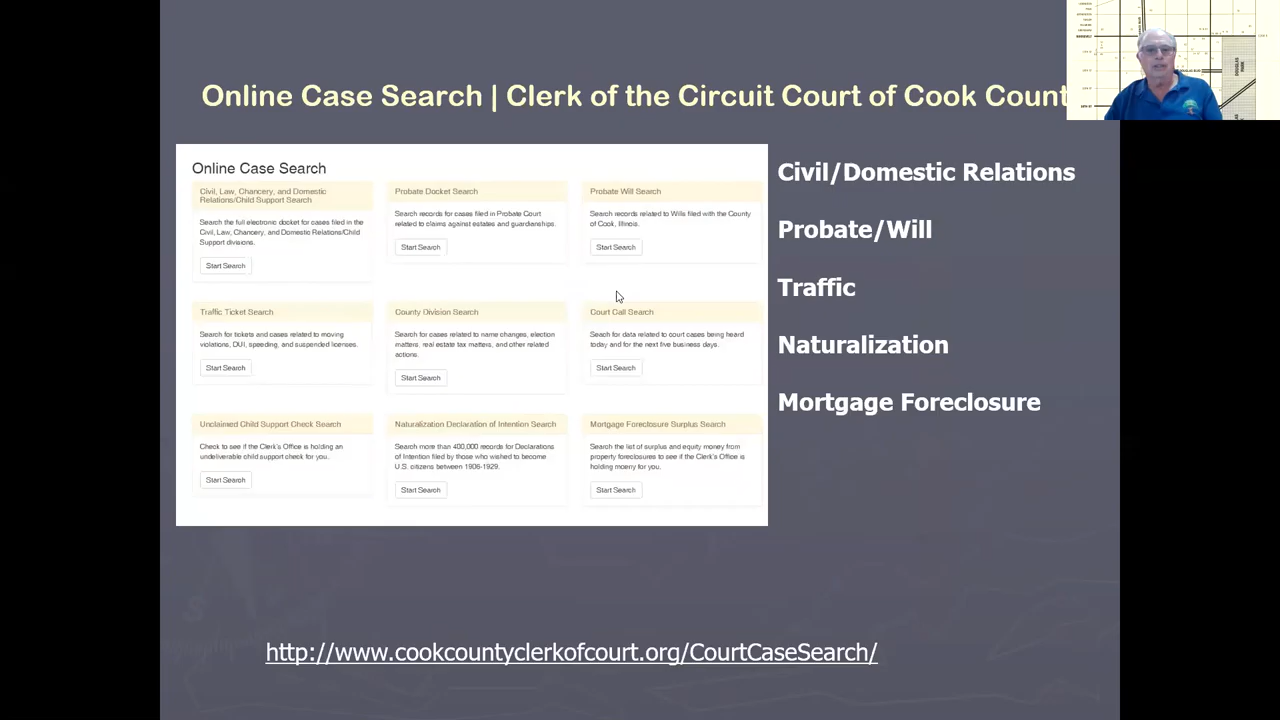 Online Case Search | Clerk of the Circuit Court of Cook Count
Online Case Search
Civil, Law, Chancery, and Domestic
Relations/Child Support Search
Search the full electronic docket for cases filed in the
Civil, Law, Chancery, and Domestic Relations/Child
Support divisions.
Start Search
Probate Docket Search
Search records for cases filed in Probate Court
related to claims against estates and guardianships.
Start Search
Probate Will Search
Search records related to Wills filed with the County
of Cook, Illinois.
Start Search
Traffic Ticket Search
Search for tickets and cases related to moving
violations, DUI, speeding, and suspended licenses.
Start Search
County Division Search
Search for cases related to name changes, election
matters, real estate tax matters, and other related
actions.
Start Search
Court Call Search
Seach for data related to court cases being heard
today and for the next five business days.
Start Search
Unclaimed Child Support Check Search
Check to see if the Clerk's Office is holding an
undeliverable child support check for you.
Start Search
Naturalization Declaration of Intention Search
Search more than 400,000 records for Declarations
of Intention filed by those who wished to become
U.S. citizens between 1906-1929.
Start Search
Mortgage Foreclosure Surplus Search
Search the list of surplus and equity money from
property foreclosures to see if the Clerk's Office is
holding moerry for you.
Start Search
Civil/Domestic Relations
Probate/Will
Traffic
Naturalization
Mortgage Foreclosure
http://www.cookcountyclerkofcourt.org/CourtCaseSearch/
DOUGLAS
PARK